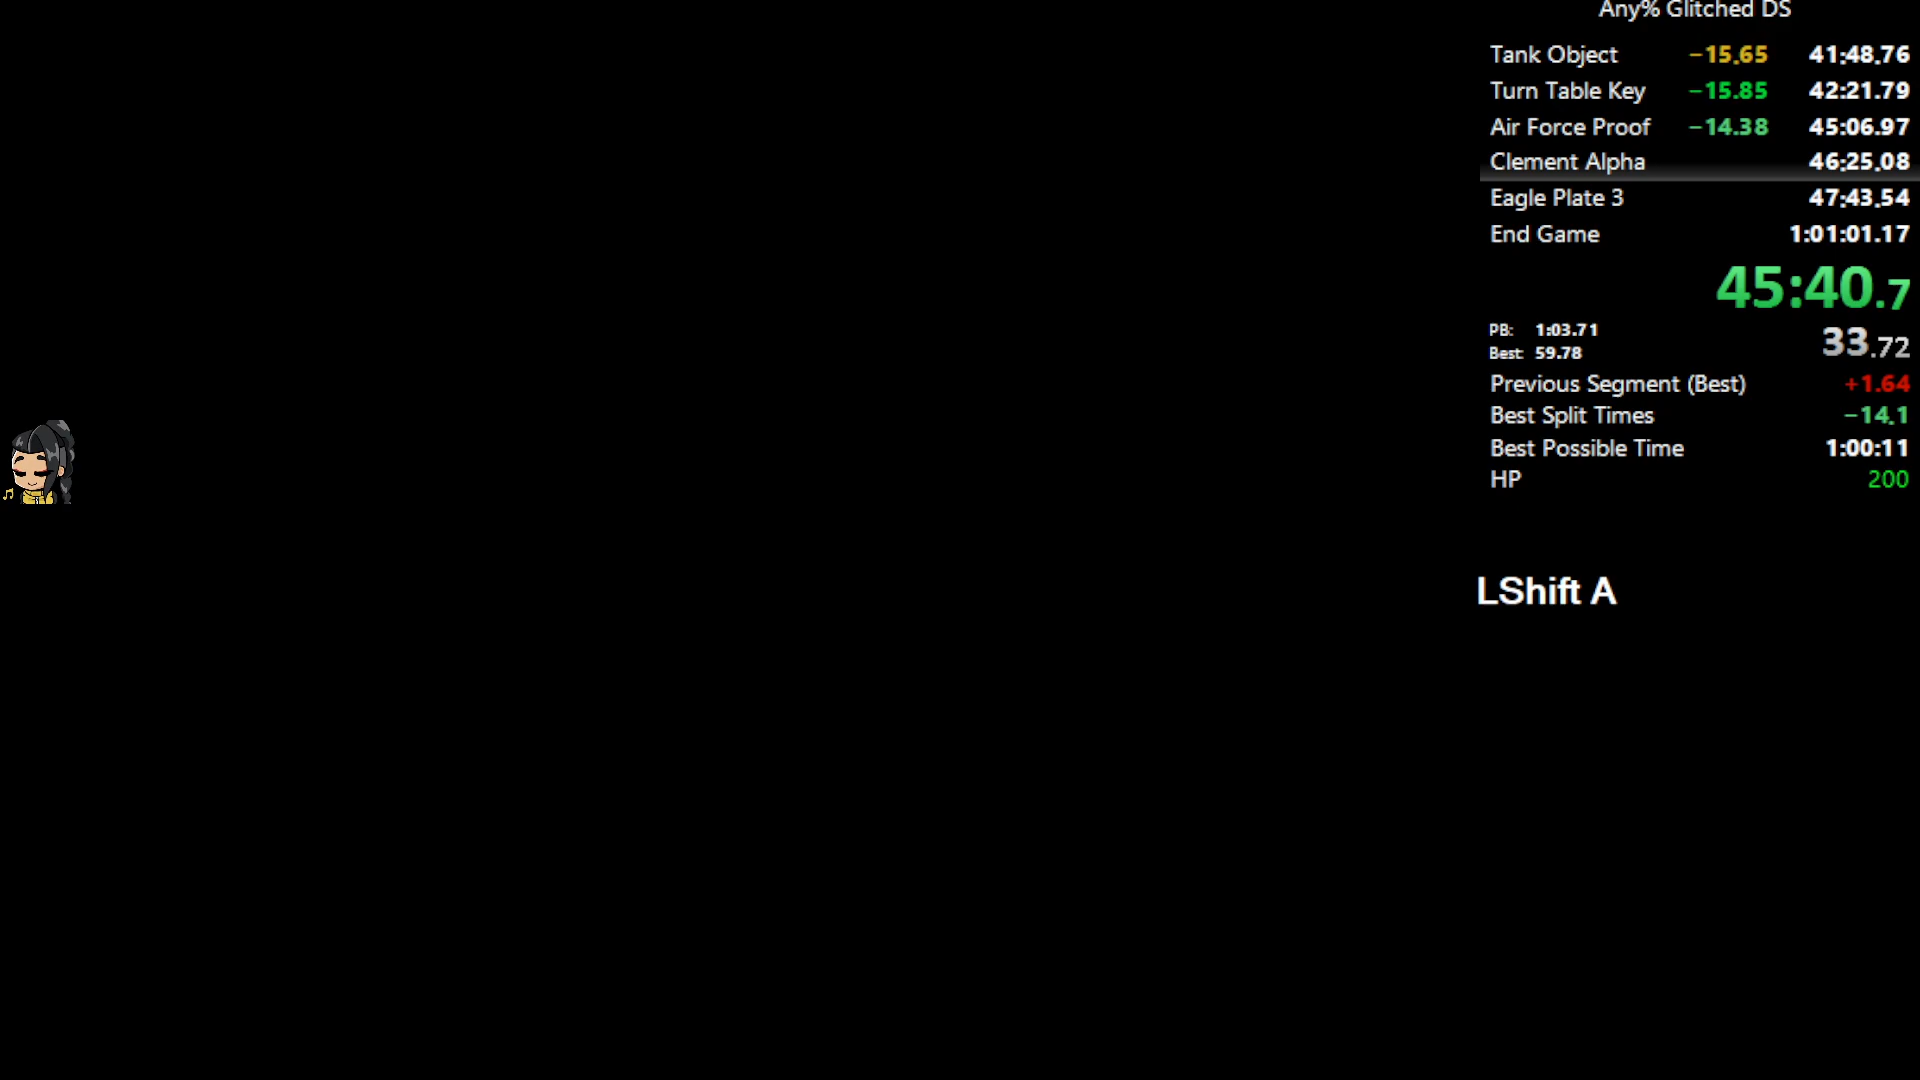 Any% Glitched DS
Tank Object −15.65 41:48.76
Turn Table Key −15.85 42:21.79
Air Force Proof −14.38 45:06.97
Clement Alpha 46:25.08
Eagle Plate 3 47:43.54
End Game 1:01:01.17
45:40.7
PB: 1:03.71
33.72
Best: 59.78
Previous Segment (Best) +1.64
Best Split Times −14.1
Best Possible Time 1:00:11
HP 200
LShift A